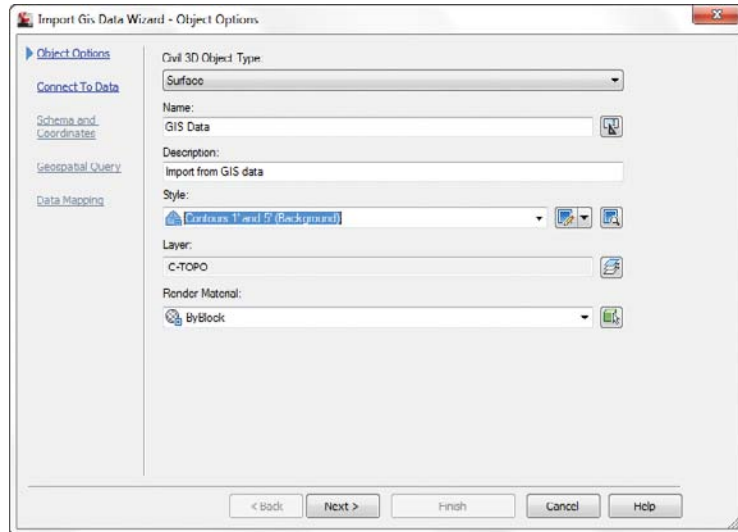 Import Gis Data Wizard - Object Options
Object Options
Connect To Data
Schema and
Coordinates
Geospatial Query
Data Mapping
Civil 3D Object Type:
Surface
Name:
GIS Data
Description:
Import from GIS data
Style:
Contours 1' and 5' (Background)
Layer:
C-TOPO
Render Material:
ByBlock
< Back
Next >
Finish
Cancel
Help